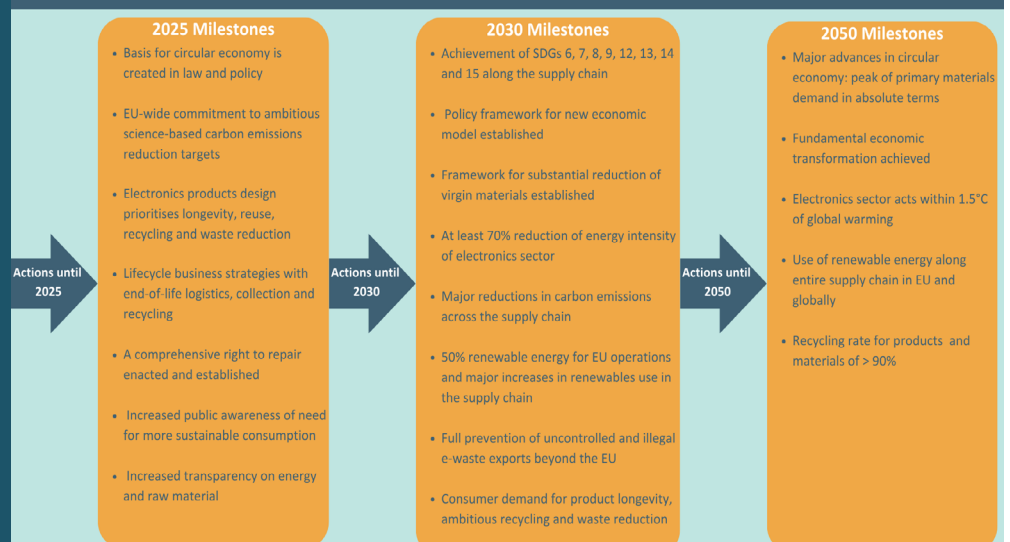 2025 Milestones
• Basis for circular economy is
created in law and policy
• EU-wide commitment to ambitious
science-based carbon emissions
reduction targets
• Electronics products design
prioritises longevity, reuse,
recycling and waste reduction
• Lifecycle business strategies with
end-of-life logistics, collection and
recycling
• A comprehensive right to repair
enacted and established
• Increased public awareness of need
for more sustainable consumption
• Increased transparency on energy
and raw material
2030 Milestones
• Achievement of SDGs 6, 7, 8, 9, 12, 13, 14
and 15 along the supply chain
• Policy framework for new economic
model established
• Framework for substantial reduction of
virgin materials established
• At least 70% reduction of energy intensity
of electronics sector
• Major reductions in carbon emissions
across the supply chain
• 50% renewable energy for EU operations
and major increases in renewables use in
the supply chain
• Full prevention of uncontrolled and illegal
e-waste exports beyond the EU
• Consumer demand for product longevity,
ambitious recycling and waste reduction
2050 Milestones
• Major advances in circular
economy: peak of primary materials
demand in absolute terms
• Fundamental economic
transformation achieved
• Electronics sector acts within 1.5°C
of global warming
• Use of renewable energy along
entire supply chain in EU and
globally
• Recycling rate for products and
materials of > 90%
Actions until
2025
Actions until
2030
Actions until
2050